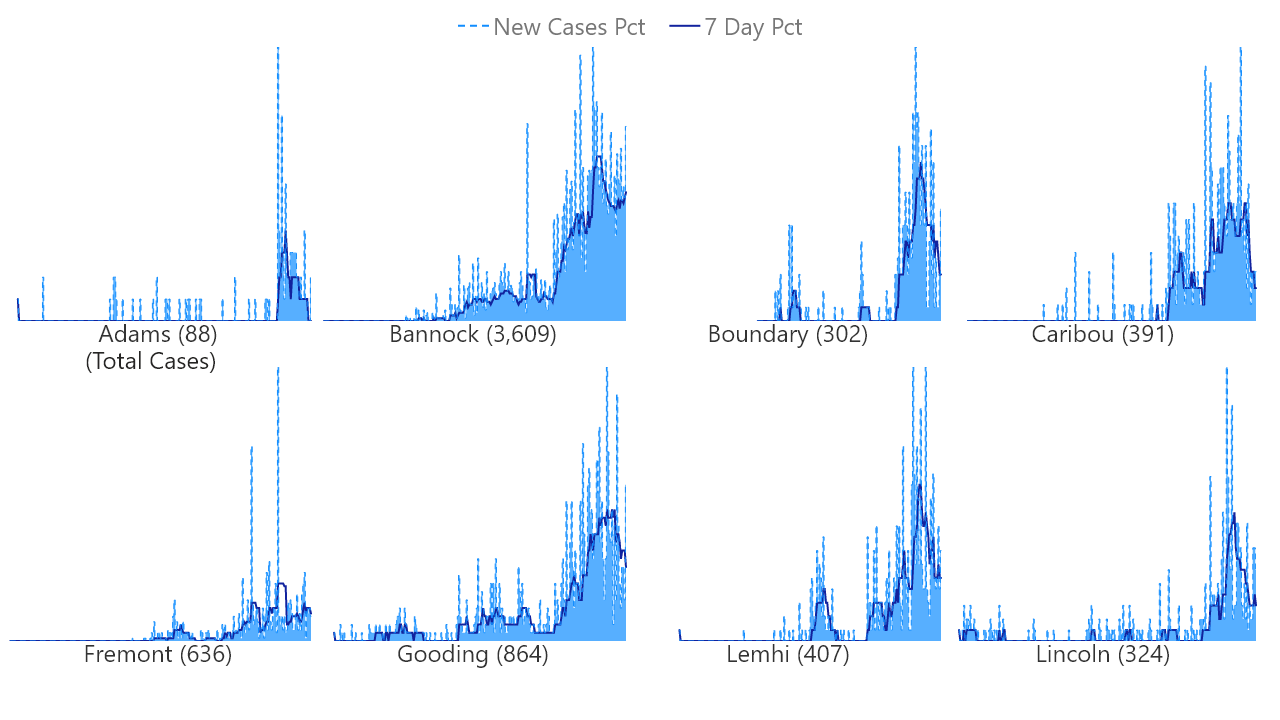 New Cases Pct 7 Day Pct
Adams (88) Bannock (3,609) Boundary (302) Caribou (391)
(Total Cases)
Fremont (636) Gooding (864) Lemhi (407) Lincoln (324)